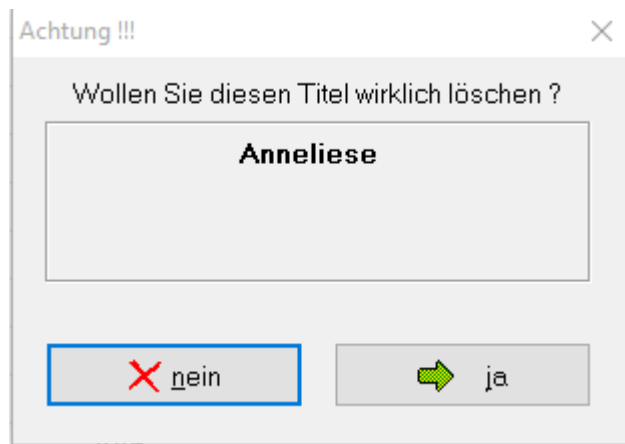 Achtung !!!
Wollen Sie diesen Titel wirklich löschen ?
Anneliese
nein
ja